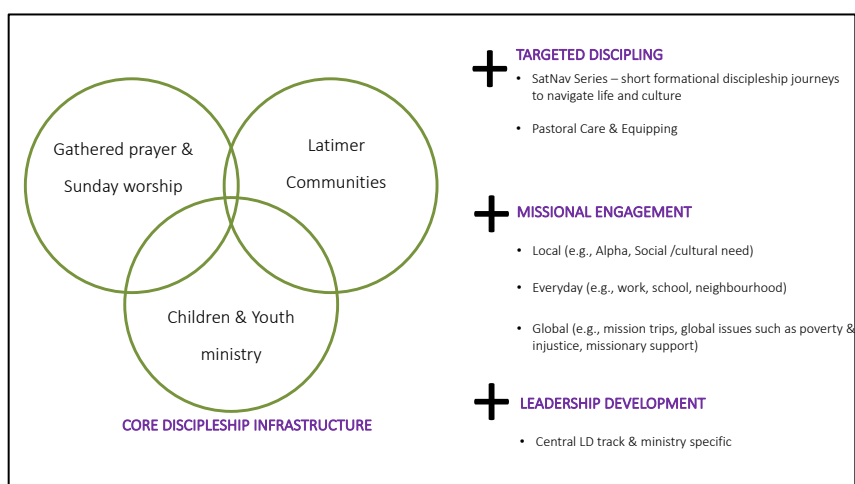 Gathered prayer &
Sunday worship
Latimer
Communities
Children & Youth
ministry
CORE DISCIPLESHIP INFRASTRUCTURE
TARGETED DISCIPLING
• SatNav Series – short formational discipleship journeys
to navigate life and culture
• Pastoral Care & Equipping
MISSIONAL ENGAGEMENT
• Local (e.g., Alpha, Social /cultural need)
• Everyday (e.g., work, school, neighbourhood)
• Global (e.g., mission trips, global issues such as poverty &
injustice, missionary support)
LEADERSHIP DEVELOPMENT
• Central LD track & ministry specific